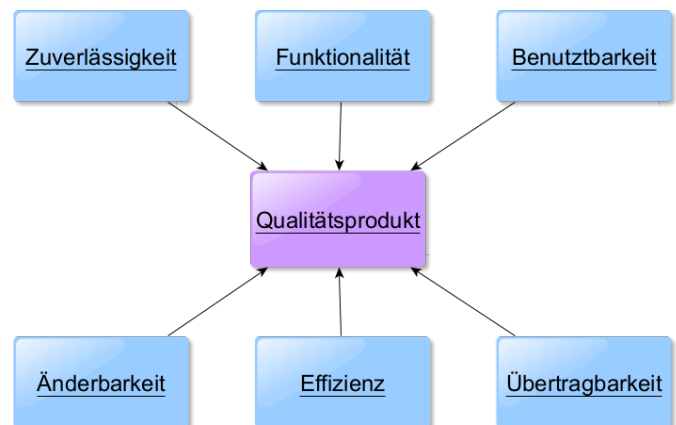 Zuverlässigkeit
Funktionalität
Benutztbarkeit
Qualitätsprodukt
Änderbarkeit
Effizienz
Übertragbarkeit